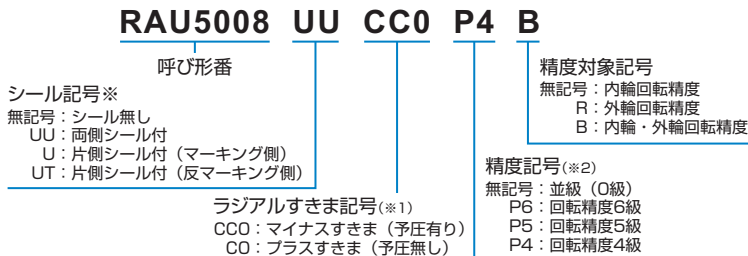 RAU5008 UU CC0 P4 B
呼び形番
シール記号※
無記号：シール無し
UU：両側シール付
U：片側シール付（マーキング側）
UT：片側シール付（反マーキング側）
ラジアルすきま記号(※1)
CC0：マイナスすきま（予圧有り）
C0：プラスすきま（予圧無し）
精度対象記号
無記号：内輪回転精度
R：外輪回転精度
B：内輪・外輪回転精度
精度記号(※2)
無記号：並級（0級）
P6：回転精度6級
P5：回転精度5級
P4：回転精度4級